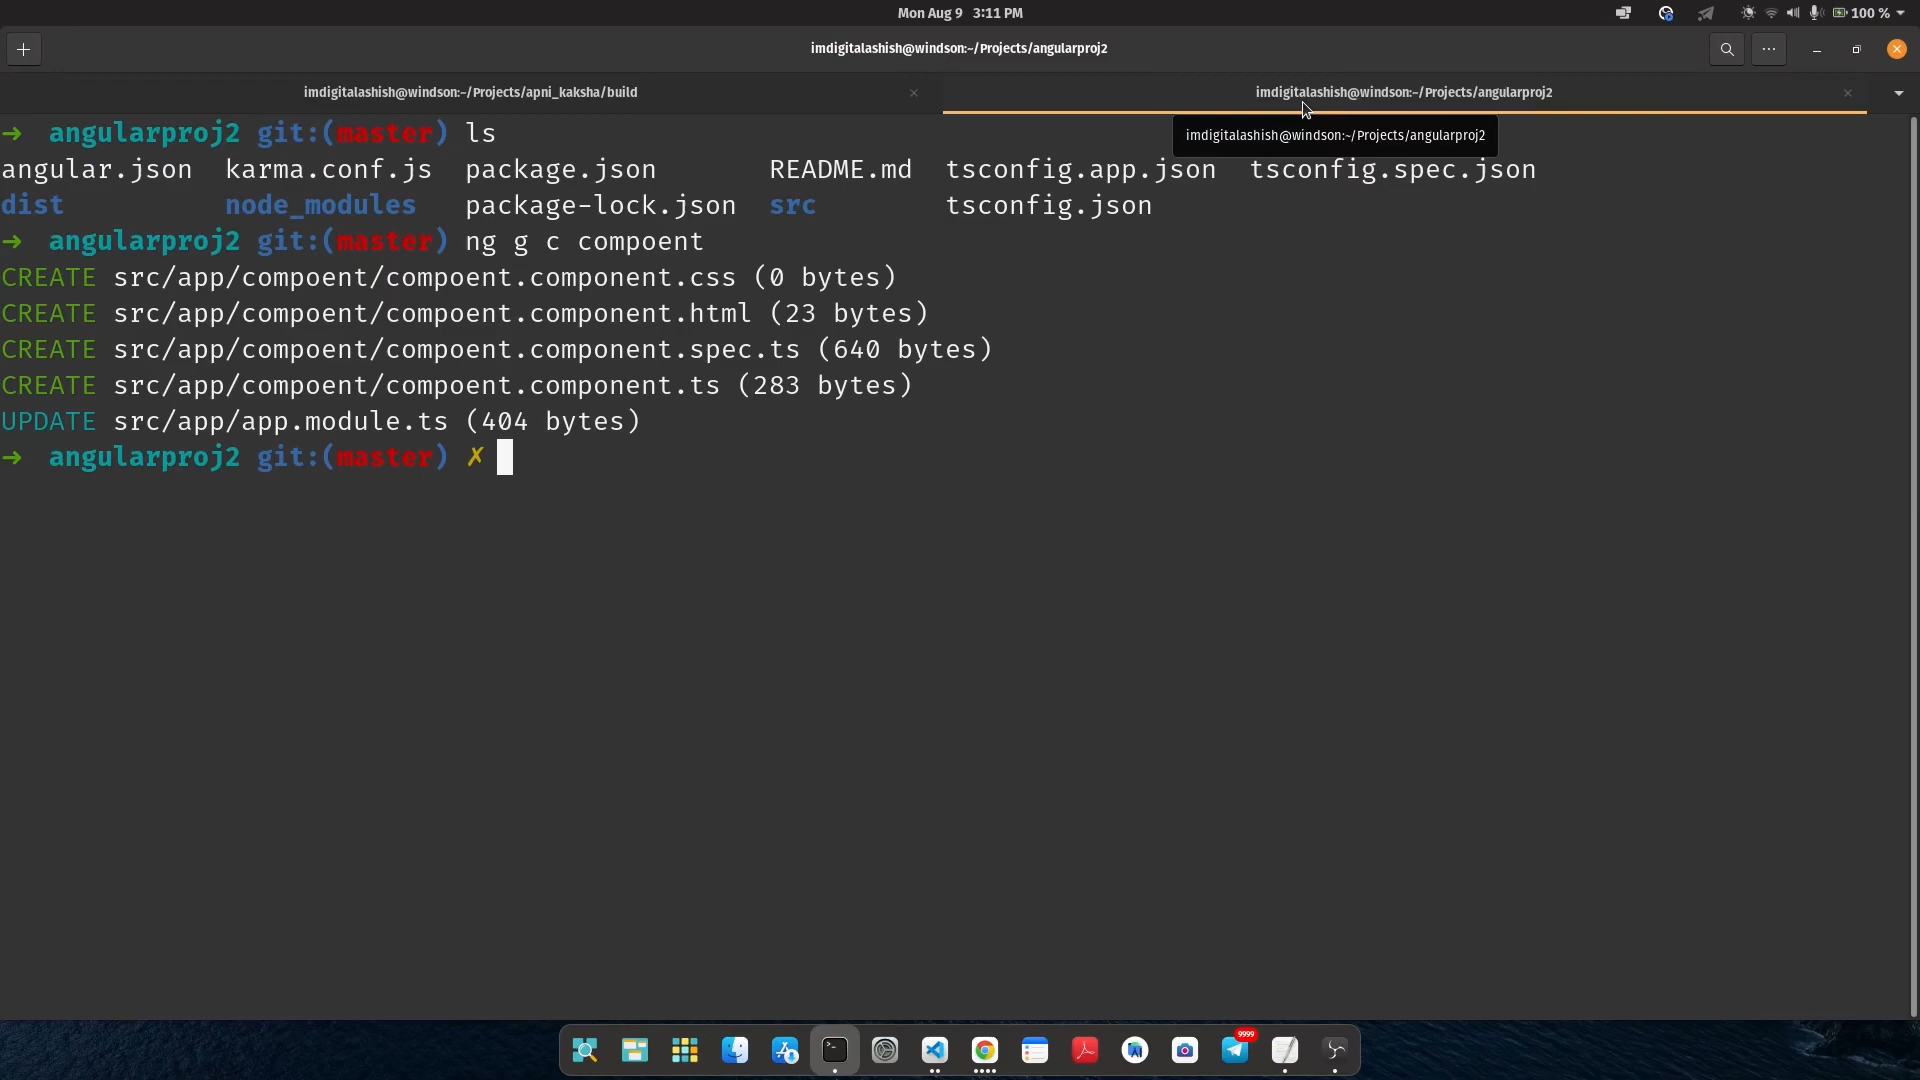 Mon Aug 9 3:11 PM
100 %
imdigitalashish@windson:~/Projects/angularproj2
imdigitalashish@windson:~/Projects/apni_kaksha/build
imdigitalashish@windson:~/Projects/angularproj2
imdigitalashish@windson:~/Projects/angularproj2
→ angularproj2 git:(master) ls
angular.json karma.conf.js package.json README.md tsconfig.app.json tsconfig.spec.json
dist node_modules package-lock.json src tsconfig.json
→ angularproj2 git:(master) ng g c compoent
CREATE src/app/compoent/compoent.component.css (0 bytes)
CREATE src/app/compoent/compoent.component.html (23 bytes)
CREATE src/app/compoent/compoent.component.spec.ts (640 bytes)
CREATE src/app/compoent/compoent.component.ts (283 bytes)
UPDATE src/app/app.module.ts (404 bytes)
→ angularproj2 git:(master) ✗
9999